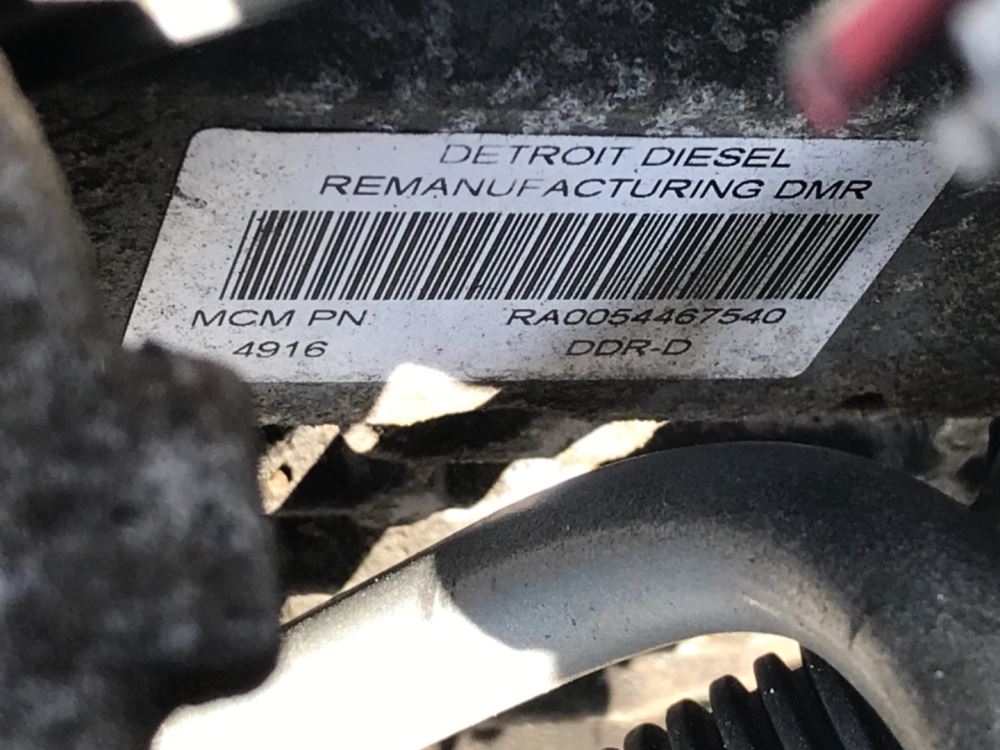 DETROIT DIESEL
REMANUFACTURING DMR
MCM PN RA0054467540
4916 DDR-D